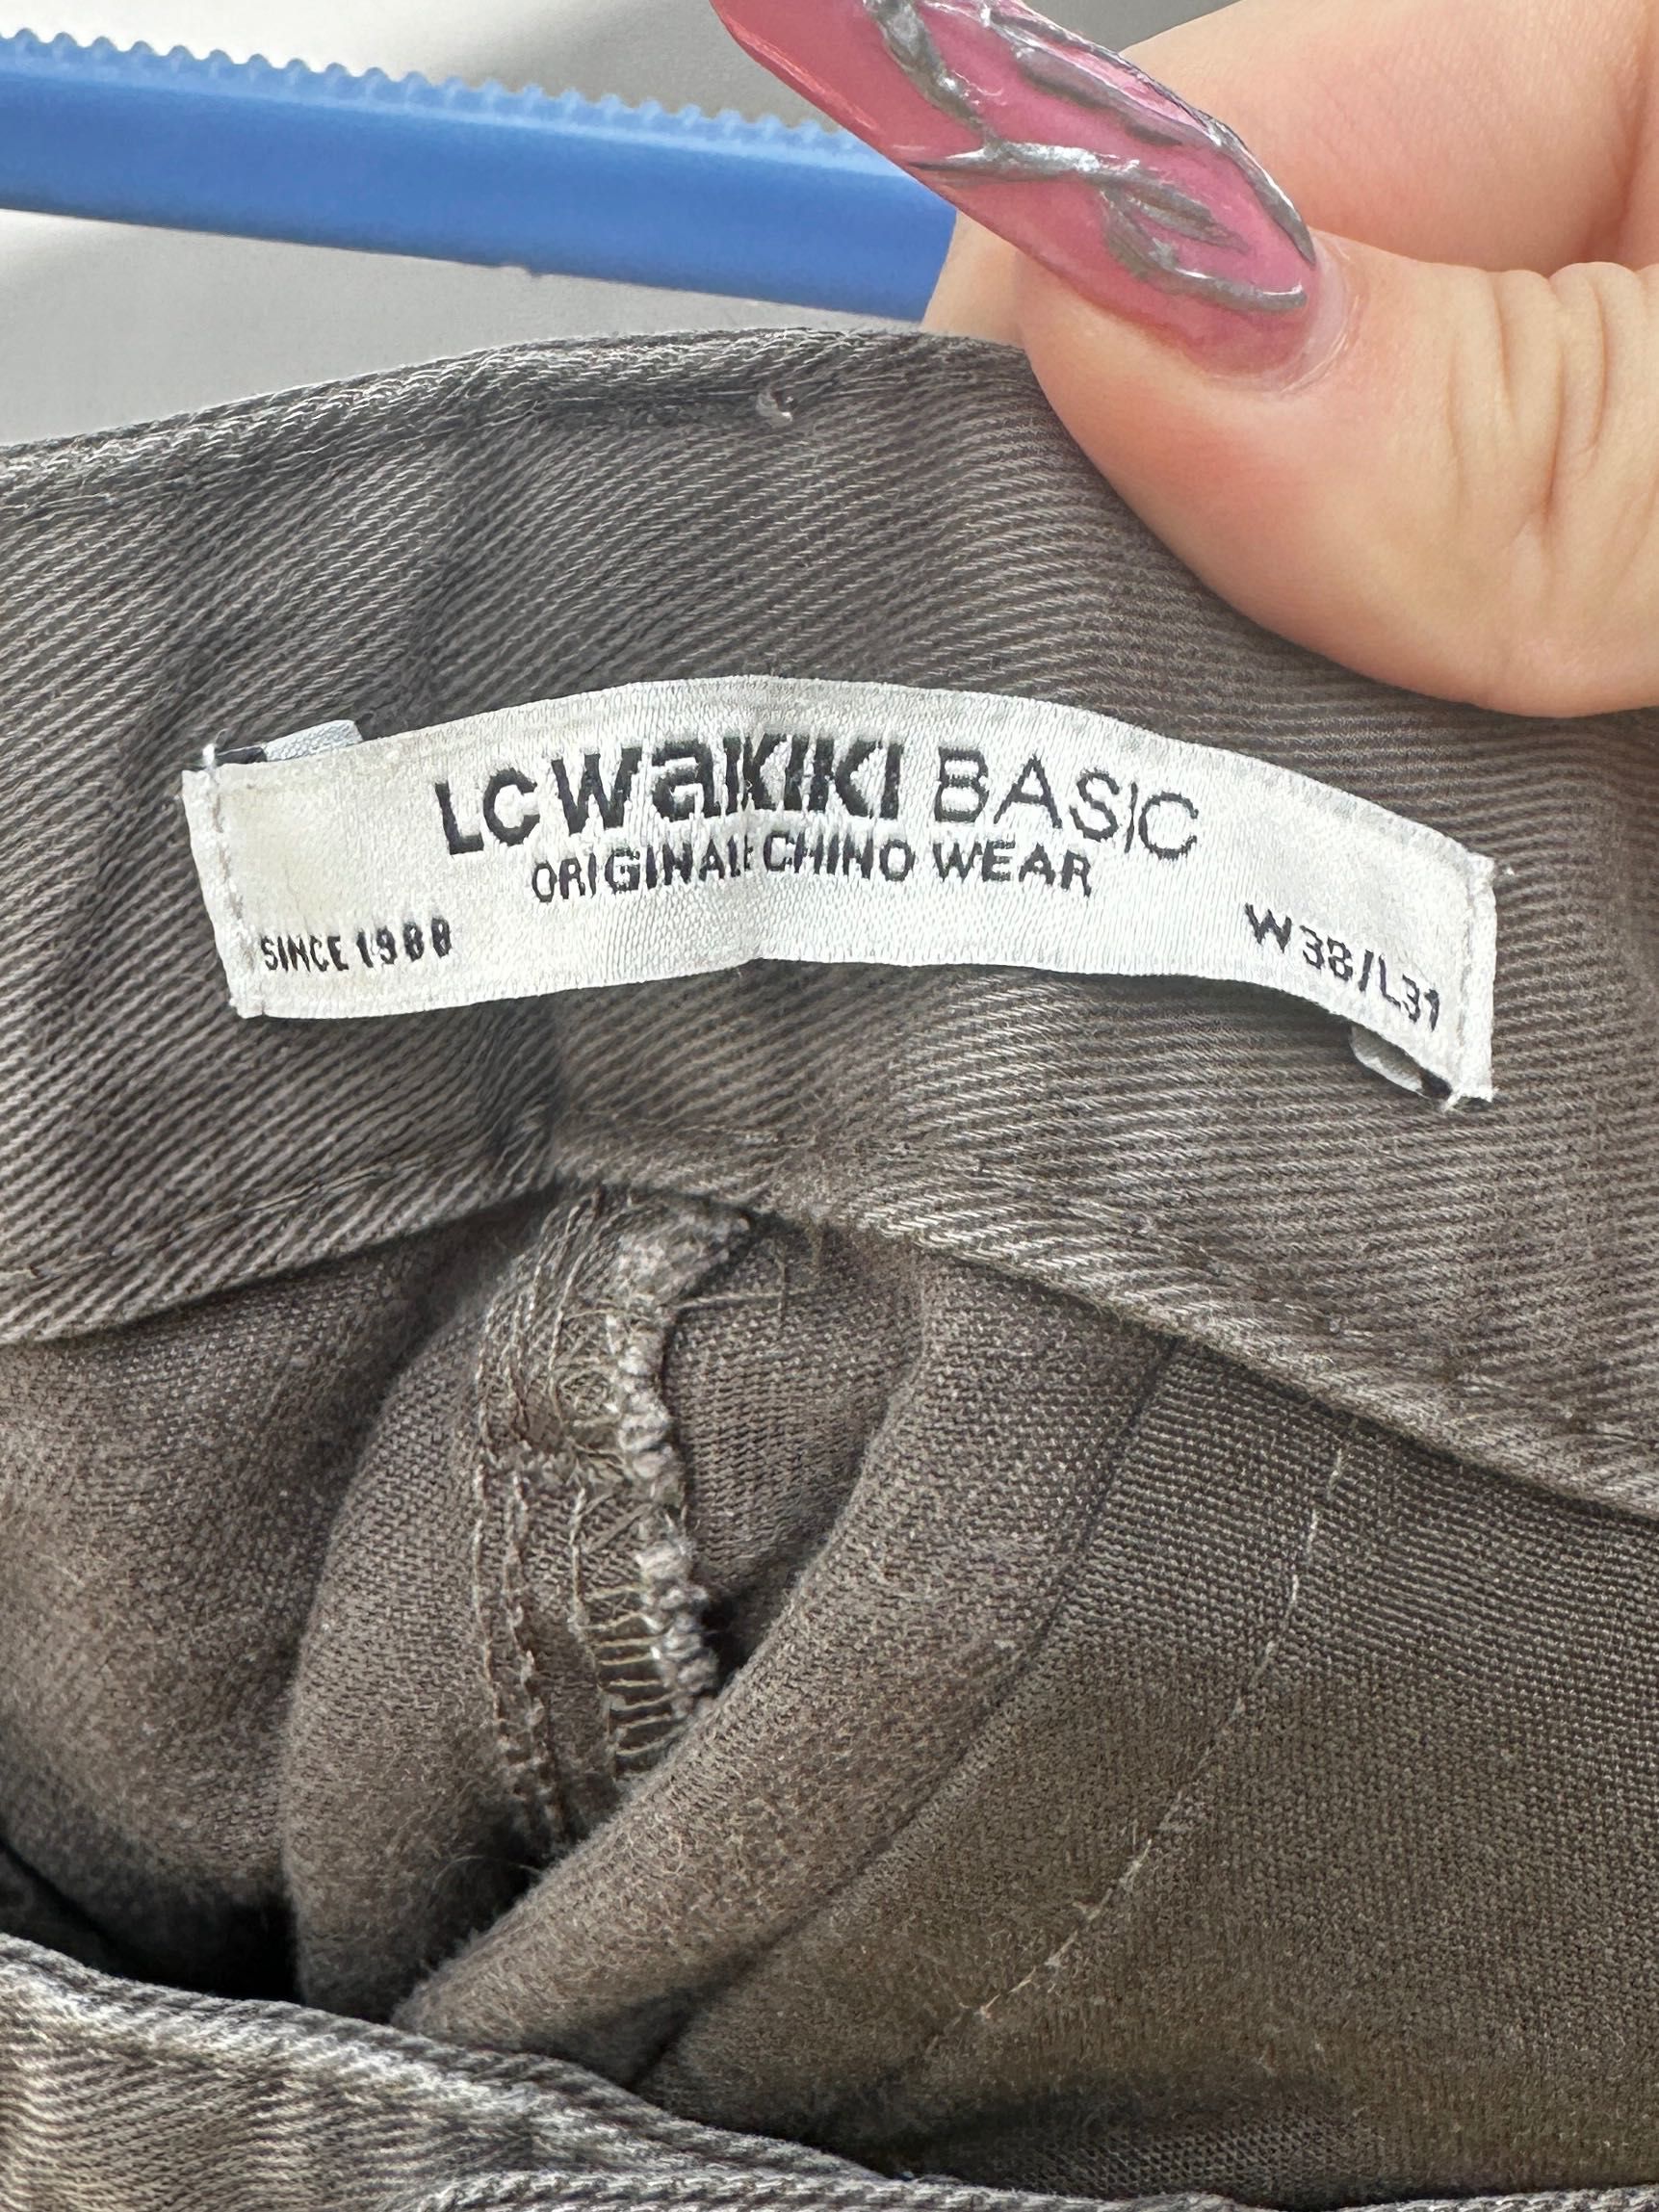 LC WAIKIKI BASIC
ORIGINAL CHINO WEAR
SINCE 1988
W38/L31